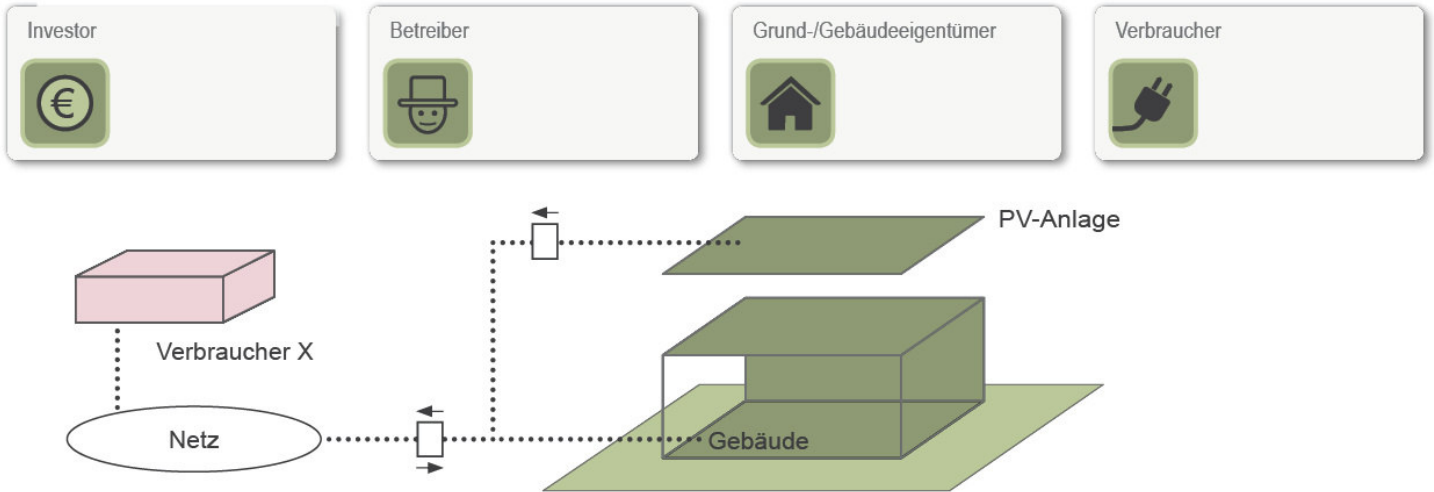 Investor
Betreiber
Grund-/Gebäudeeigentümer
Verbraucher
€
PV-Anlage
Verbraucher X
Netz
Gebäude